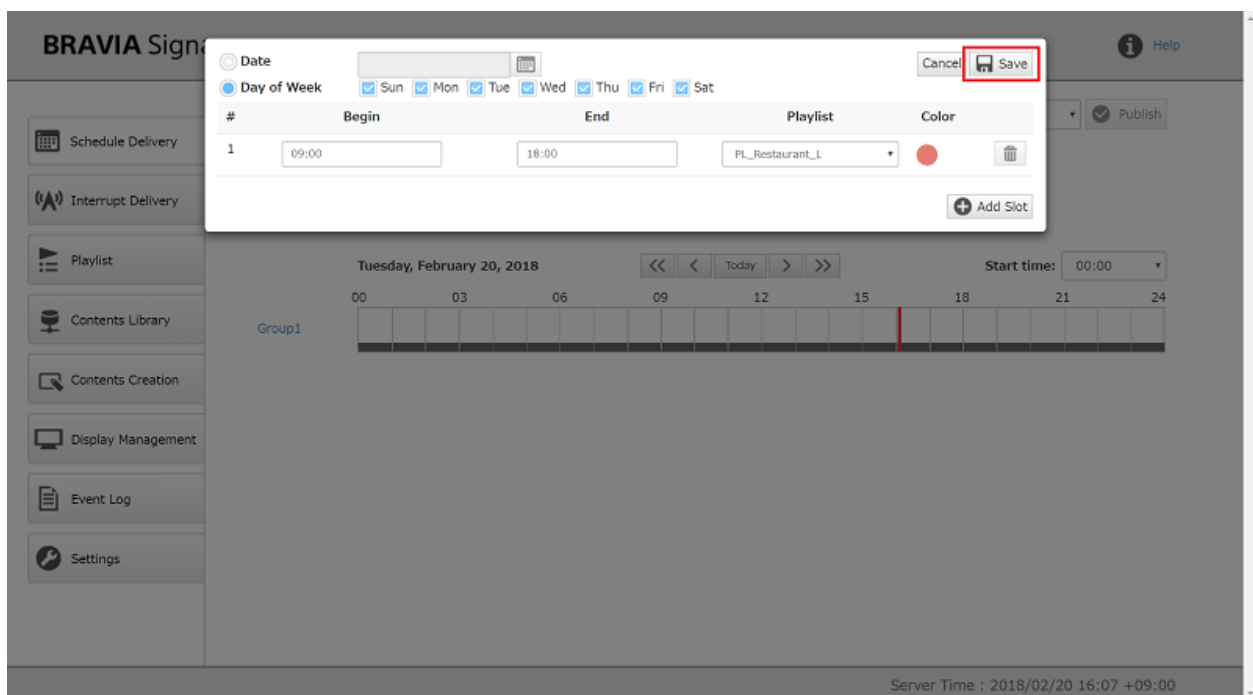 BRAVIA Signa
Help
Date
Cancel Save
Day of Week Sun Mon Tue Wed Thu Fri Sat
# Begin End Playlist Color
1 09:00 18:00 PL_Restaurant_L
Add Slot
Publish
Schedule Delivery
Interrupt Delivery
Playlist
Contents Library
Contents Creation
Display Management
Event Log
Settings
Tuesday, February 20, 2018 << < Today > >> Start time: 00:00
00 03 06 09 12 15 18 21 24
Group1
Server Time : 2018/02/20 16:07 +09:00